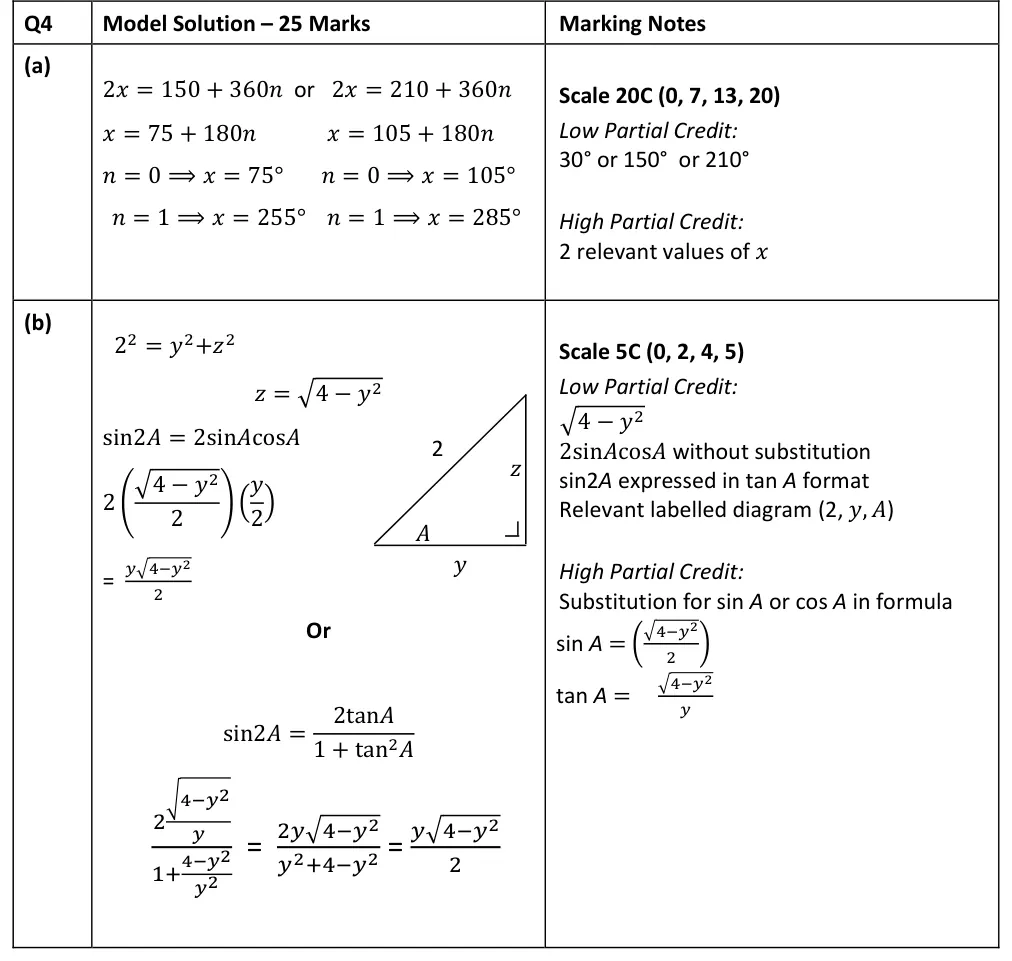 Q4 Model Solution – 25 Marks Marking Notes
(a)
2x = 150 + 360n or 2x = 210 + 360n
x = 75 + 180n x = 105 + 180n
n = 0 ⟹ x = 75° n = 0 ⟹ x = 105°
n = 1 ⟹ x = 255° n = 1 ⟹ x = 285°
Scale 20C (0, 7, 13, 20)
Low Partial Credit:
30° or 150° or 210°
High Partial Credit:
2 relevant values of x
(b)
2² = y²+z²
z = √(4 − y²)
sin2A = 2sinAcosA
2(√(4 − y²)/2)(y/2)
= y√(4−y²)/2
2
z
A
y
Or
sin2A = 2tanA/(1 + tan²A)
(2√(4−y²)/y)/(1+(4−y²)/y²) = 2y√(4−y²)/(y²+4−y²) = y√(4−y²)/2
Scale 5C (0, 2, 4, 5)
Low Partial Credit:
√(4 − y²)
2sinAcosA without substitution
sin2A expressed in tan A format
Relevant labelled diagram (2, y, A)
High Partial Credit:
Substitution for sin A or cos A in formula
sin A = (√(4−y²)/2)
tan A = √(4−y²)/y